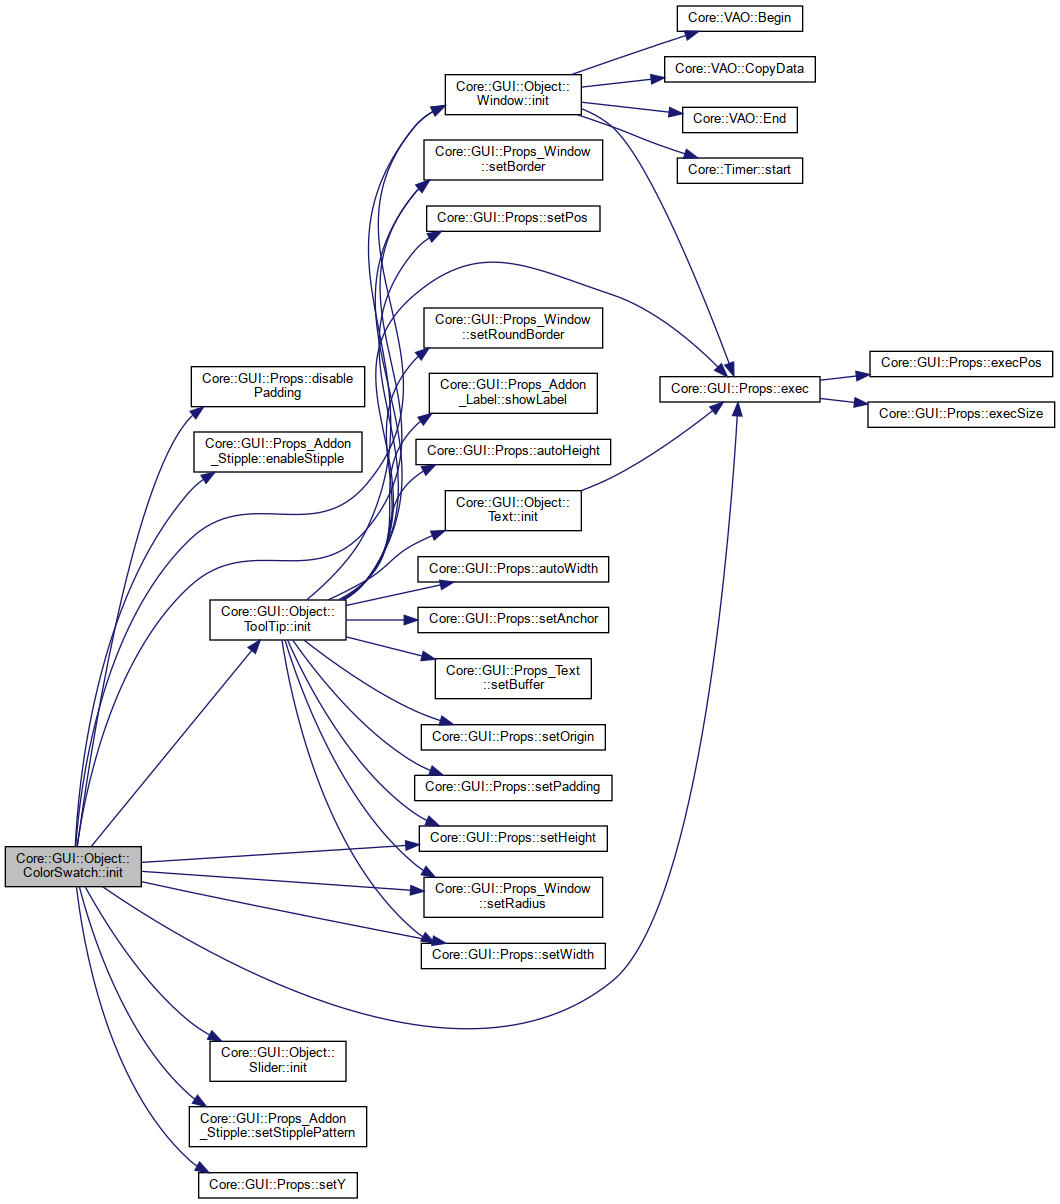 Core::VAO::Begin
Core::VAO::CopyData
Core::GUI::Object::
Window::init
Core::VAO::End
Core::GUI::Props_Window
::setBorder
Core::Timer::start
Core::GUI::Props::setPos
Core::GUI::Props_Window
::setRoundBorder
Core::GUI::Props::execPos
Core::GUI::Props::disable
Padding
Core::GUI::Props_Addon
_Label::showLabel
Core::GUI::Props::exec
Core::GUI::Props::execSize
Core::GUI::Props_Addon
_Stipple::enableStipple
Core::GUI::Props::autoHeight
Core::GUI::Object::
Text::init
Core::GUI::Props::autoWidth
Core::GUI::Object::
ToolTip::init
Core::GUI::Props::setAnchor
Core::GUI::Props_Text
::setBuffer
Core::GUI::Props::setOrigin
Core::GUI::Props::setPadding
Core::GUI::Props::setHeight
Core::GUI::Object::
ColorSwatch::init
Core::GUI::Props_Window
::setRadius
Core::GUI::Props::setWidth
Core::GUI::Object::
Slider::init
Core::GUI::Props_Addon
_Stipple::setStipplePattern
Core::GUI::Props::setY